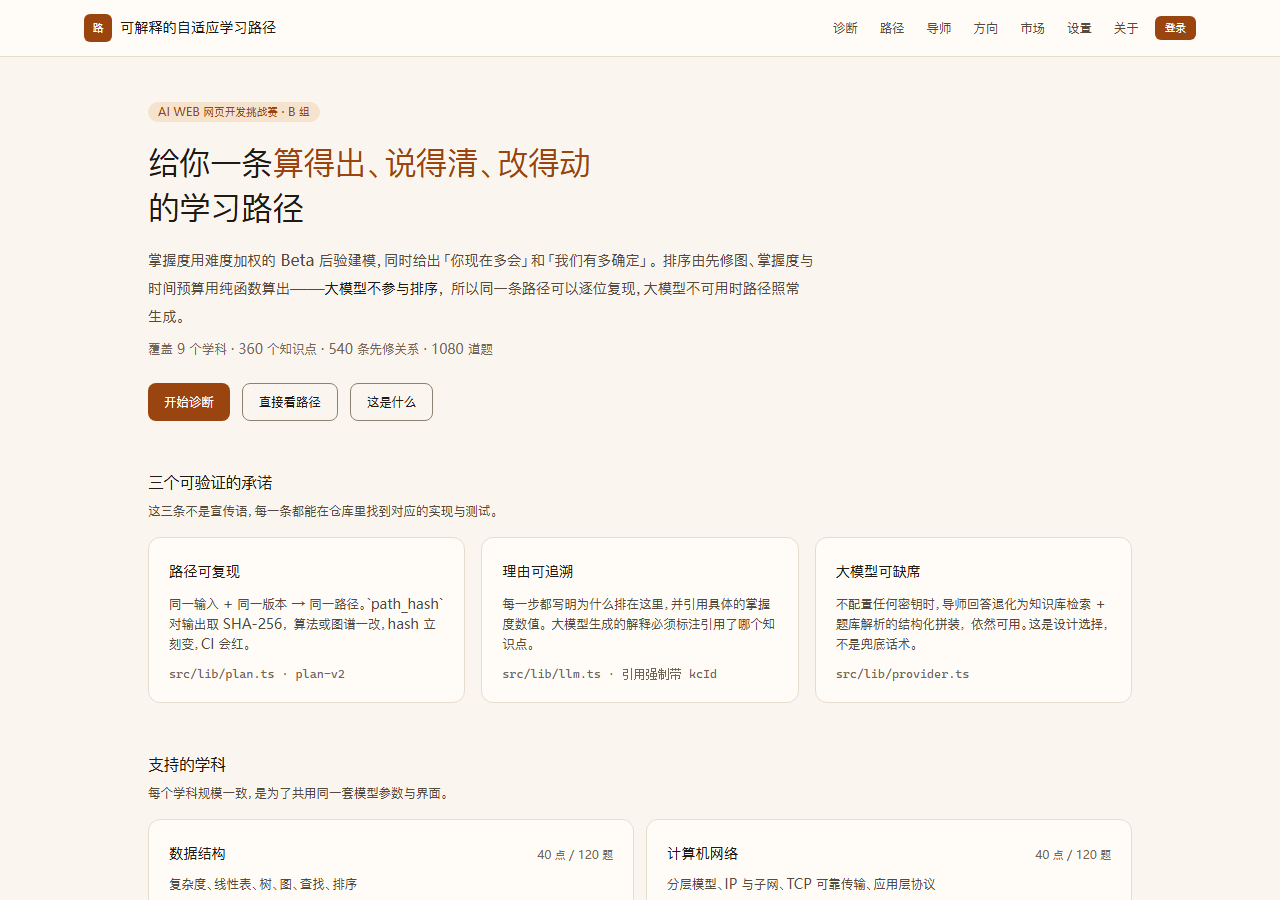 路 可解释的自适应学习路径 诊断 路径 导师 方向 市场 设置 关于 登录
AI WEB 网页开发挑战赛 · B 组
给你一条算得出、说得清、改得动
的学习路径
掌握度用难度加权的 Beta 后验建模，同时给出「你现在多会」和「我们有多确定」。排序由先修图、掌握度与
时间预算用纯函数算出——大模型不参与排序，所以同一条路径可以逐位复现，大模型不可用时路径照常
生成。
覆盖 9 个学科 · 360 个知识点 · 540 条先修关系 · 1080 道题
开始诊断 直接看路径 这是什么
三个可验证的承诺
这三条不是宣传语，每一条都能在仓库里找到对应的实现与测试。
路径可复现
同一输入 + 同一版本 → 同一路径。`path_hash`
对输出取 SHA-256，算法或图谱一改，hash 立
刻变，CI 会红。
src/lib/plan.ts · plan-v2
理由可追溯
每一步都写明为什么排在这里，并引用具体的掌握
度数值。大模型生成的解释必须标注引用了哪个知
识点。
src/lib/llm.ts · 引用强制带 kcId
大模型可缺席
不配置任何密钥时，导师回答退化为知识库检索 +
题库解析的结构化拼装，依然可用。这是设计选择，
不是兜底话术。
src/lib/provider.ts
支持的学科
每个学科规模一致，是为了共用同一套模型参数与界面。
数据结构 40 点 / 120 题
复杂度、线性表、树、图、查找、排序
计算机网络 40 点 / 120 题
分层模型、IP 与子网、TCP 可靠传输、应用层协议